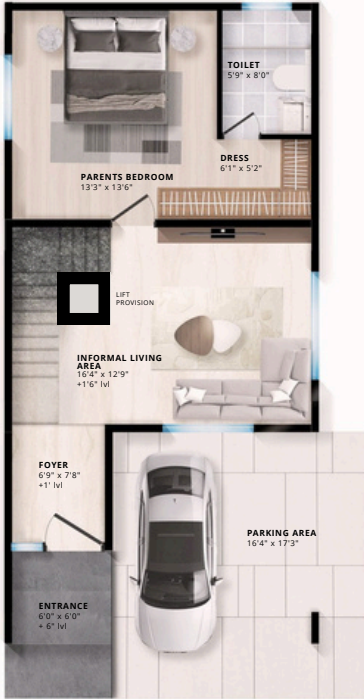 TOILET
5'9" x 8'0"
DRESS
6'1" x 5'2"
PARENTS BEDROOM
13'3" x 13'6"
LIFT
PROVISION
INFORMAL LIVING
AREA
16'4" x 12'9"
+1'6" lvl
FOYER
6'9" x 7'8"
+1' lvl
PARKING AREA
16'4" x 17'3"
ENTRANCE
6'0" x 6'0"
+ 6" lvl